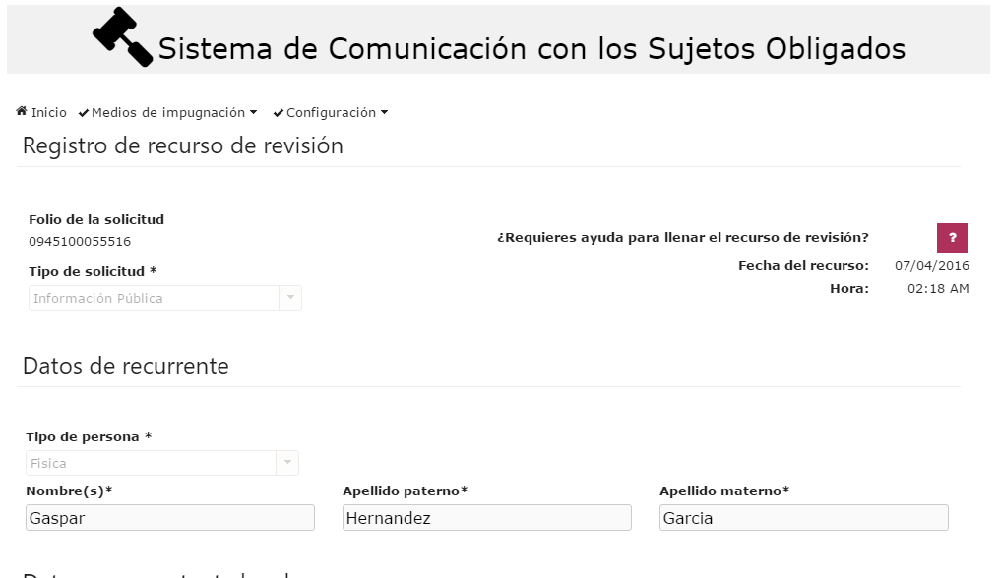 Sistema de Comunicación con los Sujetos Obligados
Inicio Medios de impugnación Configuración
Registro de recurso de revisión
Folio de la solicitud
0945100055516
¿Requieres ayuda para llenar el recurso de revisión? ?
Tipo de solicitud *
Fecha del recurso: 07/04/2016
Información Pública
Hora: 02:18 AM
Datos de recurrente
Tipo de persona *
Fisica
Nombre(s)* Apellido paterno* Apellido materno*
Gaspar Hernandez Garcia